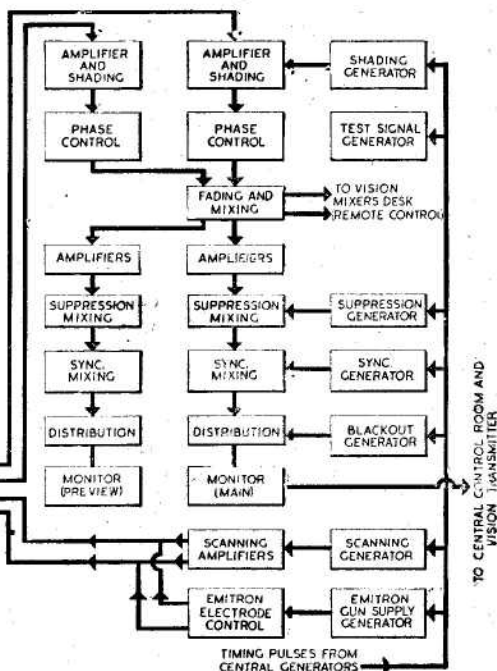 AMPLIFIER
AND
SHADING
AMPLIFIER
AND
SHADING
SHADING
GENERATOR
PHASE
CONTROL
PHASE
CONTROL
TEST SIGNAL
GENERATOR
FADING AND
MIXING
TO VISION
MIXERS DESK
(REMOTE CONTROL)
AMPLIFIERS
AMPLIFIERS
SUPPRESSION
MIXING
SUPPRESSION
MIXING
SUPPRESSION
GENERATOR
SYNC.
MIXING
SYNC.
MIXING
SYNC.
GENERATOR
DISTRIBUTION
DISTRIBUTION
BLACKOUT
GENERATOR
MONITOR
(PREVIEW)
MONITOR
(MAIN)
TO CENTRAL CONTROL ROOM AND
VISION TRANSMITTER
SCANNING
AMPLIFIERS
SCANNING
GENERATOR
EMITRON
ELECTRODE
CONTROL
EMITRON
GUN SUPPLY
GENERATOR
TIMING PULSES FROM
CENTRAL GENERATORS